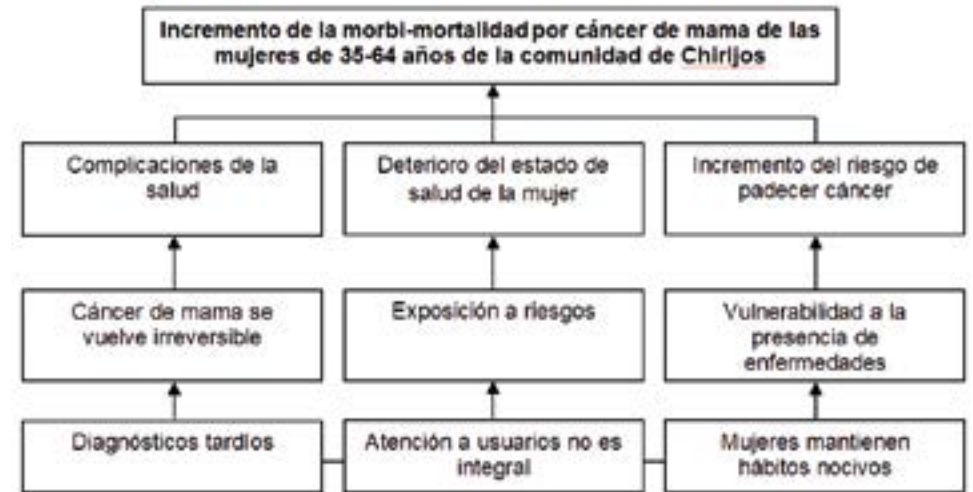 Incremento de la morbi-mortalidad por cáncer de mama de las
mujeres de 35-64 años de la comunidad de Chirijos
Complicaciones de la
salud
Deterioro del estado de
salud de la mujer
Incremento del riesgo de
padecer cáncer
Cáncer de mama se
vuelve irreversible
Exposición a riesgos
Vulnerabilidad a la
presencia de
enfermedades
Diagnósticos tardíos
Atención a usuarios no es
integral
Mujeres mantienen
hábitos nocivos